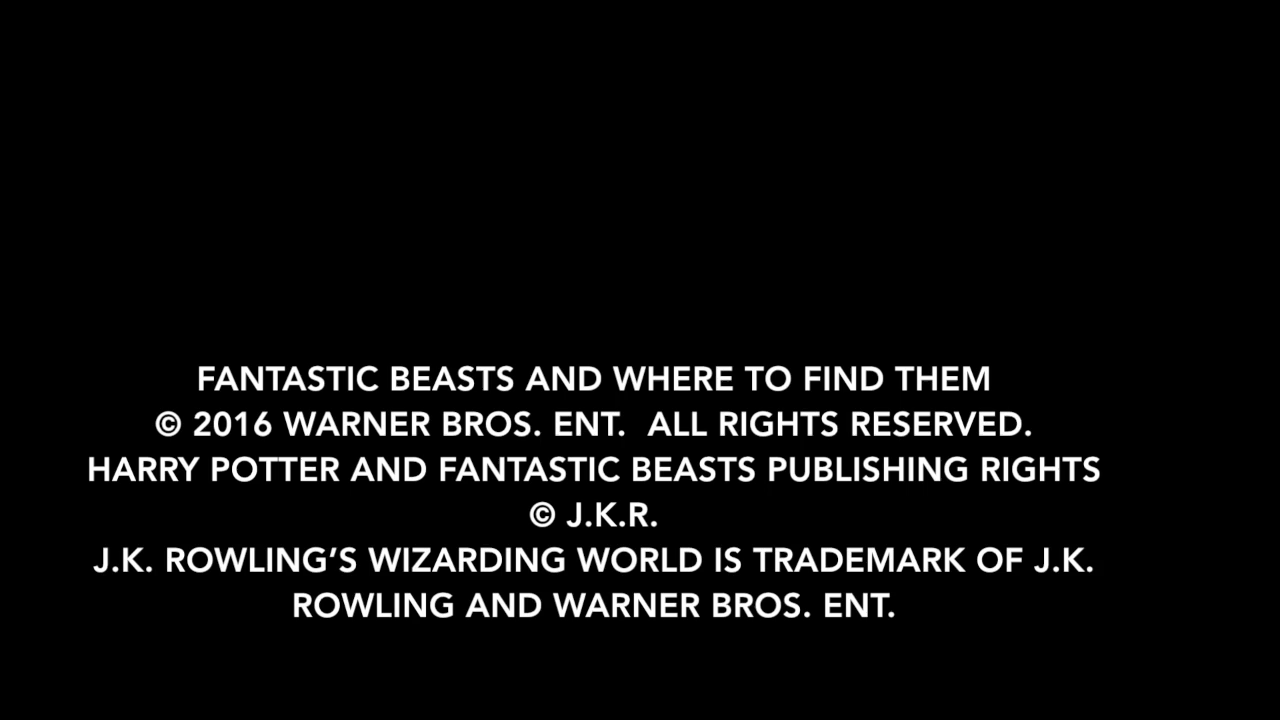 FANTASTIC BEASTS AND WHERE TO FIND THEM
© 2016 WARNER BROS. ENT.  ALL RIGHTS RESERVED.
HARRY POTTER AND FANTASTIC BEASTS PUBLISHING RIGHTS
© J.K.R.
J.K. ROWLING’S WIZARDING WORLD IS TRADEMARK OF J.K.
ROWLING AND WARNER BROS. ENT.